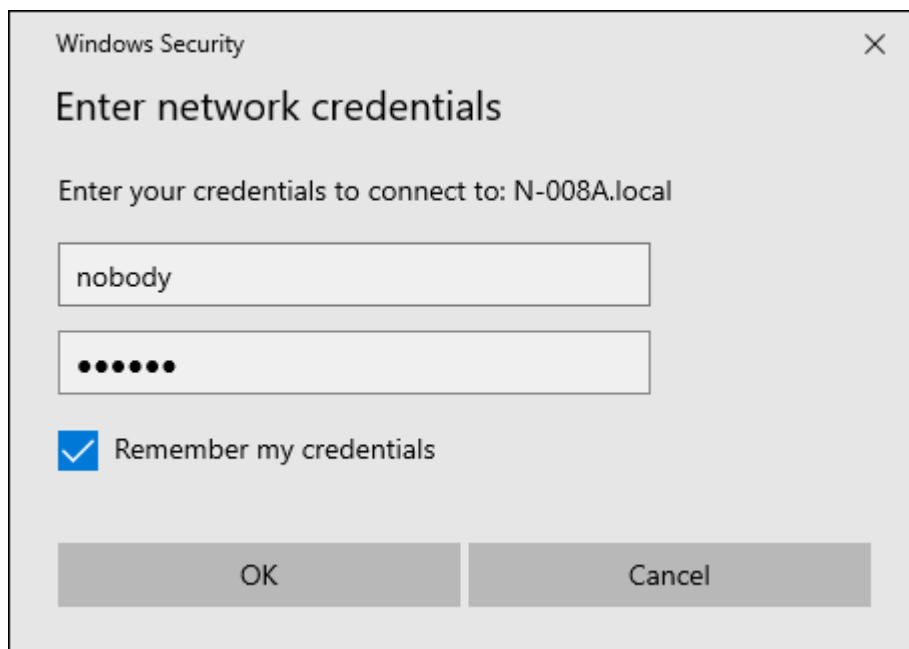 Windows Security
Enter network credentials
Enter your credentials to connect to: N-008A.local
nobody
••••••
Remember my credentials
OK
Cancel